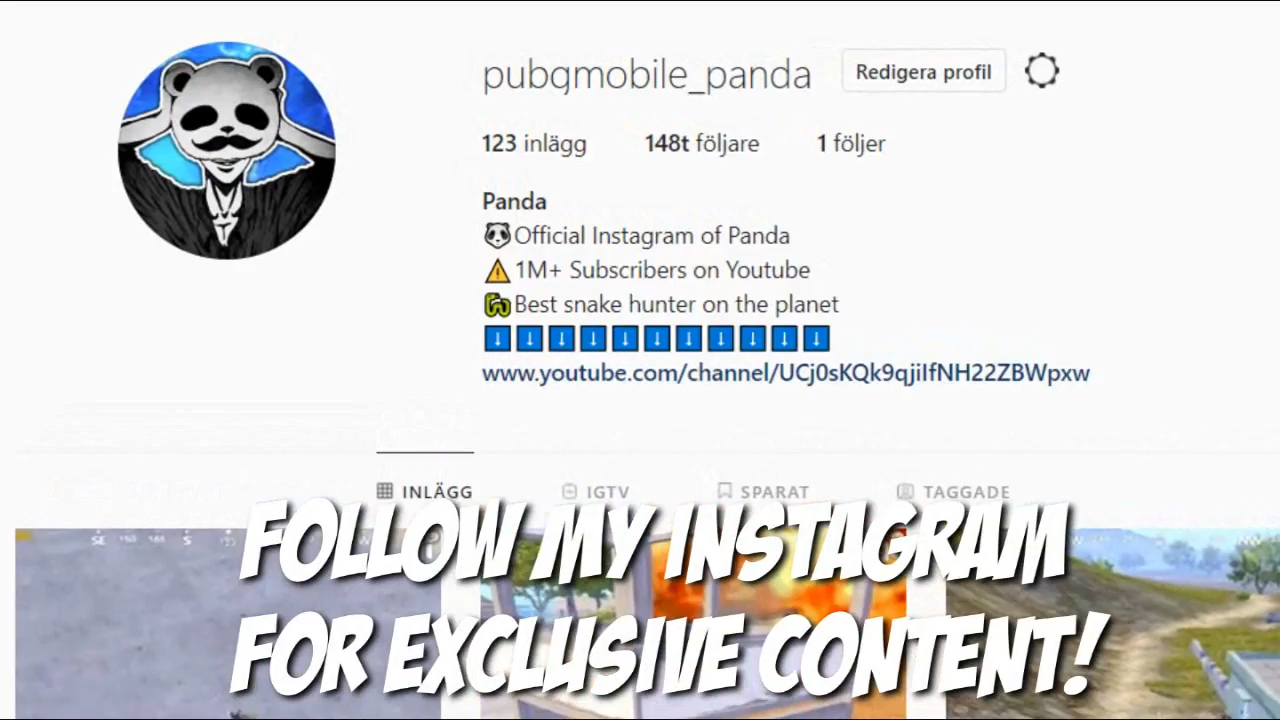 pubgmobile_panda
Redigera profil
123 inlägg
148t följare
1 följer
Panda
🐼Official Instagram of Panda
⚠️1M+ Subscribers on Youtube
🐍Best snake hunter on the planet
⬇️⬇️⬇️⬇️⬇️⬇️⬇️⬇️⬇️⬇️⬇️
www.youtube.com/channel/UCj0sKQk9qjiIfNH22ZBWpxw
INLÄGG
IGTV
SPARAT
TAGGADE
SE
S
W
NW
FOLLOW MY INSTAGRAM
FOR EXCLUSIVE CONTENT!